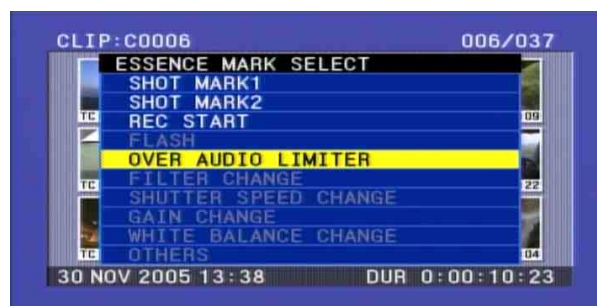 CLIP:C0006 006/037
ESSENCE MARK SELECT
SHOT MARK1
SHOT MARK2
TC REC START 09
FLASH
OVER AUDIO LIMITER
TC FILTER CHANGE 22
SHUTTER SPEED CHANGE
GAIN CHANGE
WHITE BALANCE CHANGE
TC OTHERS 04
30 NOV 2005 13:38 DUR 0:00:10:23